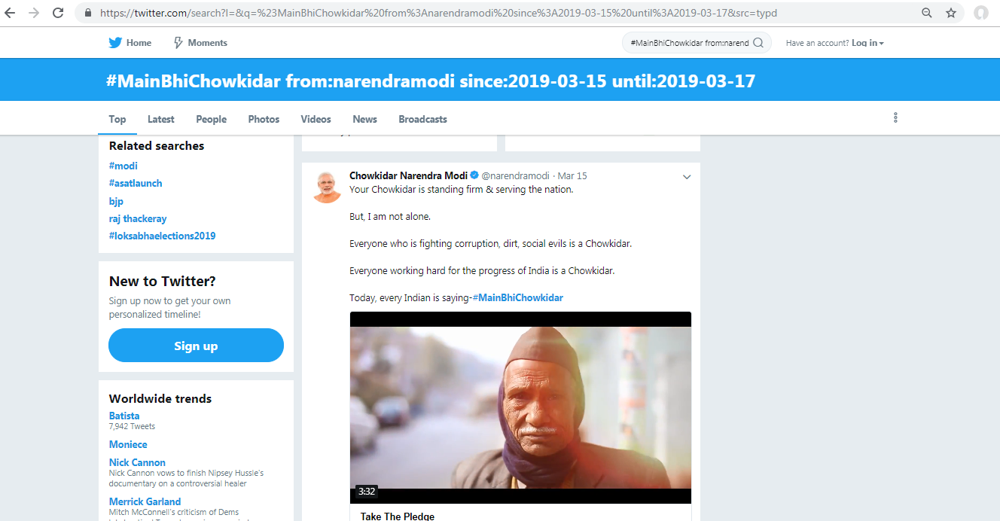 https://twitter.com/search?l=&q=%23MainBhiChowkidar%20from%3Anarendramodi%20since%3A2019-03-15%20until%3A2019-03-17&src=typd
Home
Moments
#MainBhiChowkidar from:narend
Have an account? Log in
#MainBhiChowkidar from:narendramodi since:2019-03-15 until:2019-03-17
Top
Latest
People
Photos
Videos
News
Broadcasts
Related searches
#modi
#asatlaunch
bjp
raj thackeray
#loksabhaelections2019
New to Twitter?
Sign up now to get your own
personalized timeline!
Sign up
Worldwide trends
Batista
7,942 Tweets
Moniece
Nick Cannon
Nick Cannon vows to finish Nipsey Hussle's
documentary on a controversial healer
Merrick Garland
Mitch McConnell's criticism of Dems
Chowkidar Narendra Modi @narendramodi · Mar 15
Your Chowkidar is standing firm & serving the nation.
But, I am not alone.
Everyone who is fighting corruption, dirt, social evils is a Chowkidar.
Everyone working hard for the progress of India is a Chowkidar.
Today, every Indian is saying-#MainBhiChowkidar
3:32
Take The Pledge